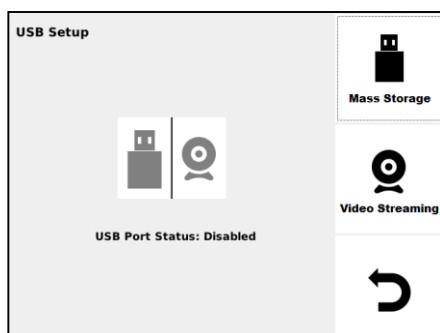 USB Setup
USB Port Status: Disabled
Mass Storage
Video Streaming